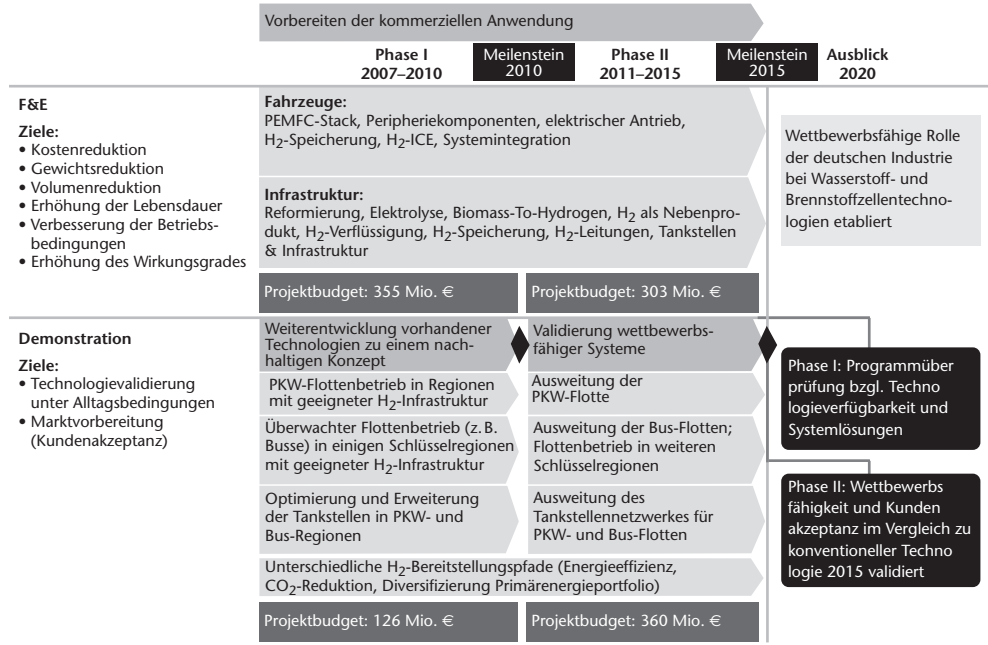 Vorbereiten der kommerziellen Anwendung
Phase I
2007–2010
Meilenstein
2010
Phase II
2011–2015
Meilenstein
2015
Ausblick
2020
F&E
Ziele:
• Kostenreduktion
• Gewichtsreduktion
• Volumenreduktion
• Erhöhung der Lebensdauer
• Verbesserung der Betriebs-
bedingungen
• Erhöhung des Wirkungsgrades
Fahrzeuge:
PEMFC-Stack, Peripheriekomponenten, elektrischer Antrieb,
H2-Speicherung, H2-ICE, Systemintegration
Infrastruktur:
Reformierung, Elektrolyse, Biomass-To-Hydrogen, H2 als Nebenpro-
dukt, H2-Verflüssigung, H2-Speicherung, H2-Leitungen, Tankstellen
& Infrastruktur
Projektbudget: 355 Mio. €
Projektbudget: 303 Mio. €
Wettbewerbsfähige Rolle
der deutschen Industrie
bei Wasserstoff- und
Brennstoffzellentechno-
logien etabliert
Demonstration
Ziele:
• Technologievalidierung
unter Alltagsbedingungen
• Marktvorbereitung
(Kundenakzeptanz)
Weiterentwicklung vorhandener
Technologien zu einem nach-
haltigen Konzept
Validierung wettbewerbs-
fähiger Systeme
PKW-Flottenbetrieb in Regionen
mit geeigneter H2-Infrastruktur
Ausweitung der
PKW-Flotte
Überwachter Flottenbetrieb (z. B.
Busse) in einigen Schlüsselregionen
mit geeigneter H2-Infrastruktur
Ausweitung der Bus-Flotten;
Flottenbetrieb in weiteren
Schlüsselregionen
Optimierung und Erweiterung
der Tankstellen in PKW- und
Bus-Regionen
Ausweitung des
Tankstellennetzwerkes für
PKW- und Bus-Flotten
Unterschiedliche H2-Bereitstellungspfade (Energieeffizienz,
CO2-Reduktion, Diversifizierung Primärenergieportfolio)
Projektbudget: 126 Mio. €
Projektbudget: 360 Mio. €
Phase I: Programmüber
prüfung bzgl. Techno
logieverfügbarkeit und
Systemlösungen
Phase II: Wettbewerbs
fähigkeit und Kunden
akzeptanz im Vergleich zu
konventioneller Techno
logie 2015 validiert